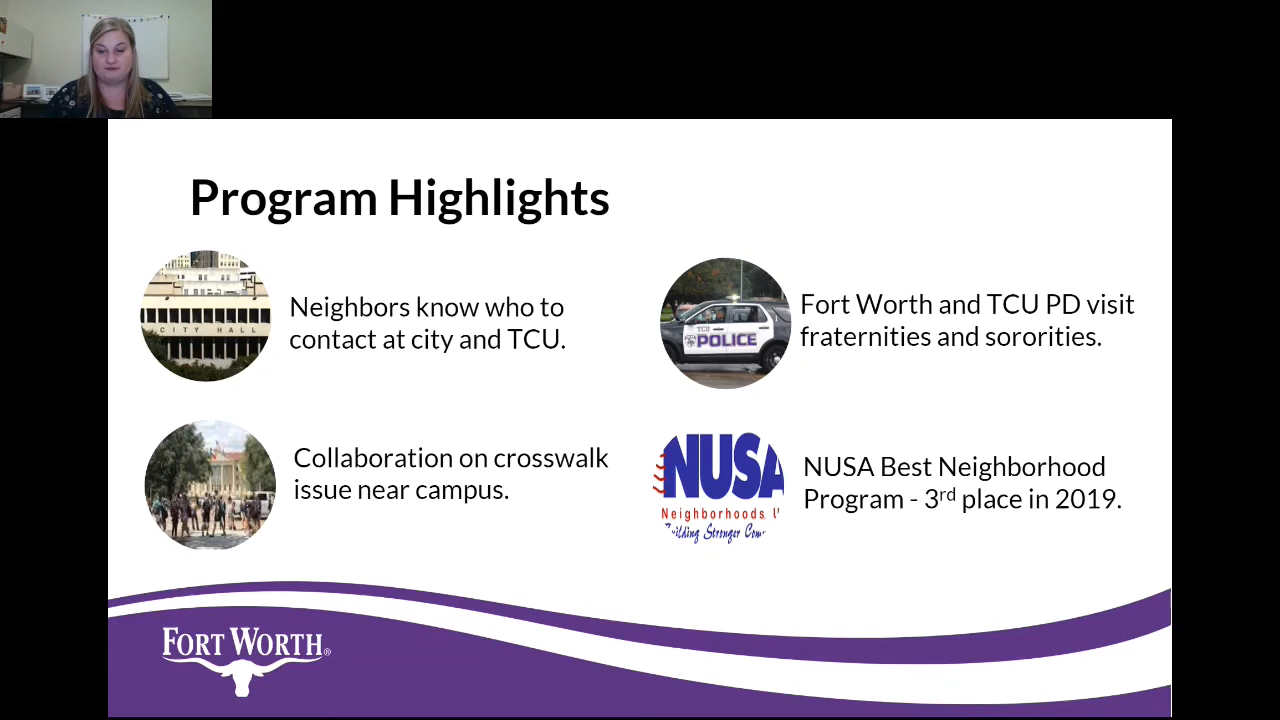 Program Highlights
CITY HALL
Neighbors know who to
contact at city and TCU.
TCU
POLICE
Fort Worth and TCU PD visit
fraternities and sororities.
Collaboration on crosswalk
issue near campus.
NUSA
Neighborhoods,
Building Stronger
NUSA Best Neighborhood
Program - 3rd place in 2019.
FORT WORTH®